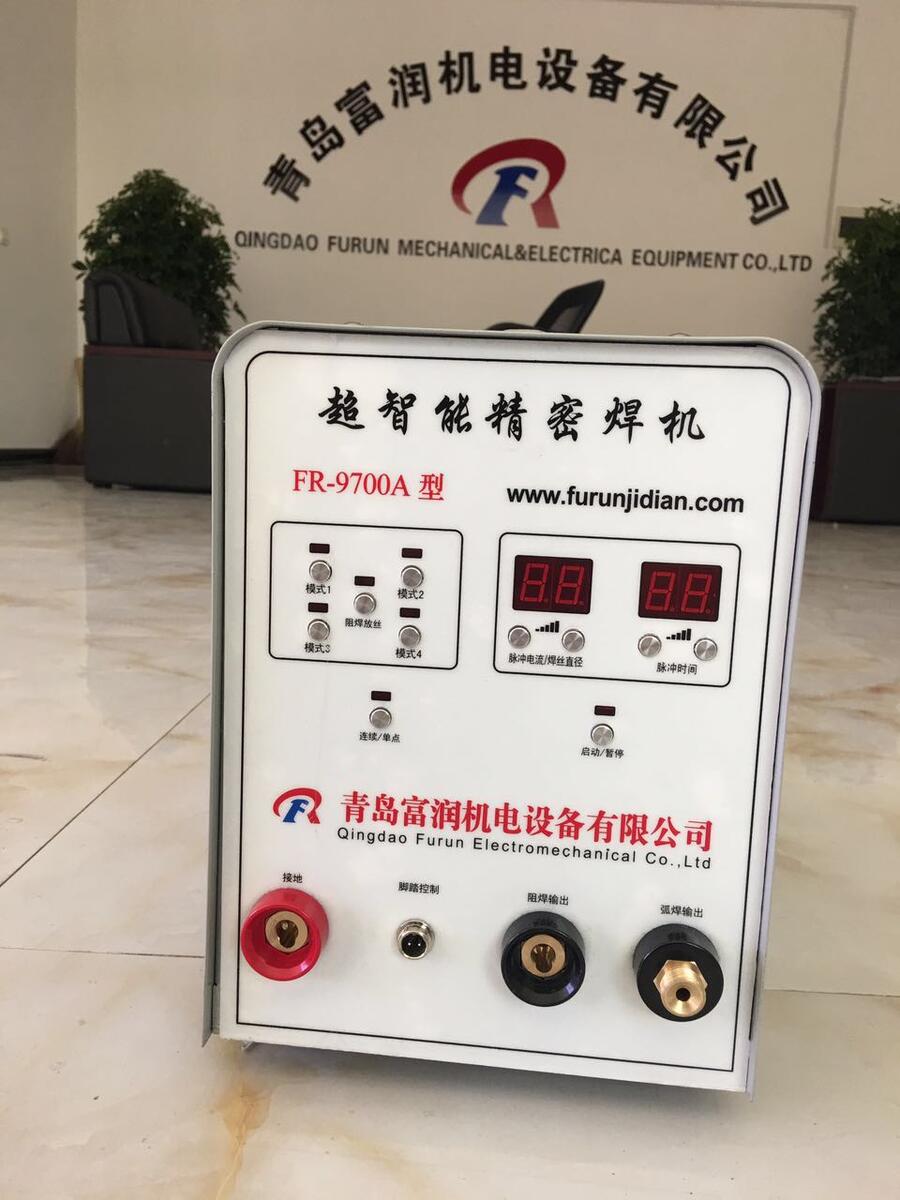 青岛富润机电设备有限公司
QINGDAO FURUN MECHANICAL&ELECTRICA EQUIPMENT CO.,LTD
超智能精密焊机
FR-9700A 型
www.furunjidian.com
模式1
模式2
阻焊放丝
模式3
模式4
脉冲电流/焊丝直径
脉冲时间
连续/单点
启动/暂停
青岛富润机电设备有限公司
Qingdao Furun Electromechanical Co.,Ltd
接地
脚踏控制
阻焊输出
弧焊输出